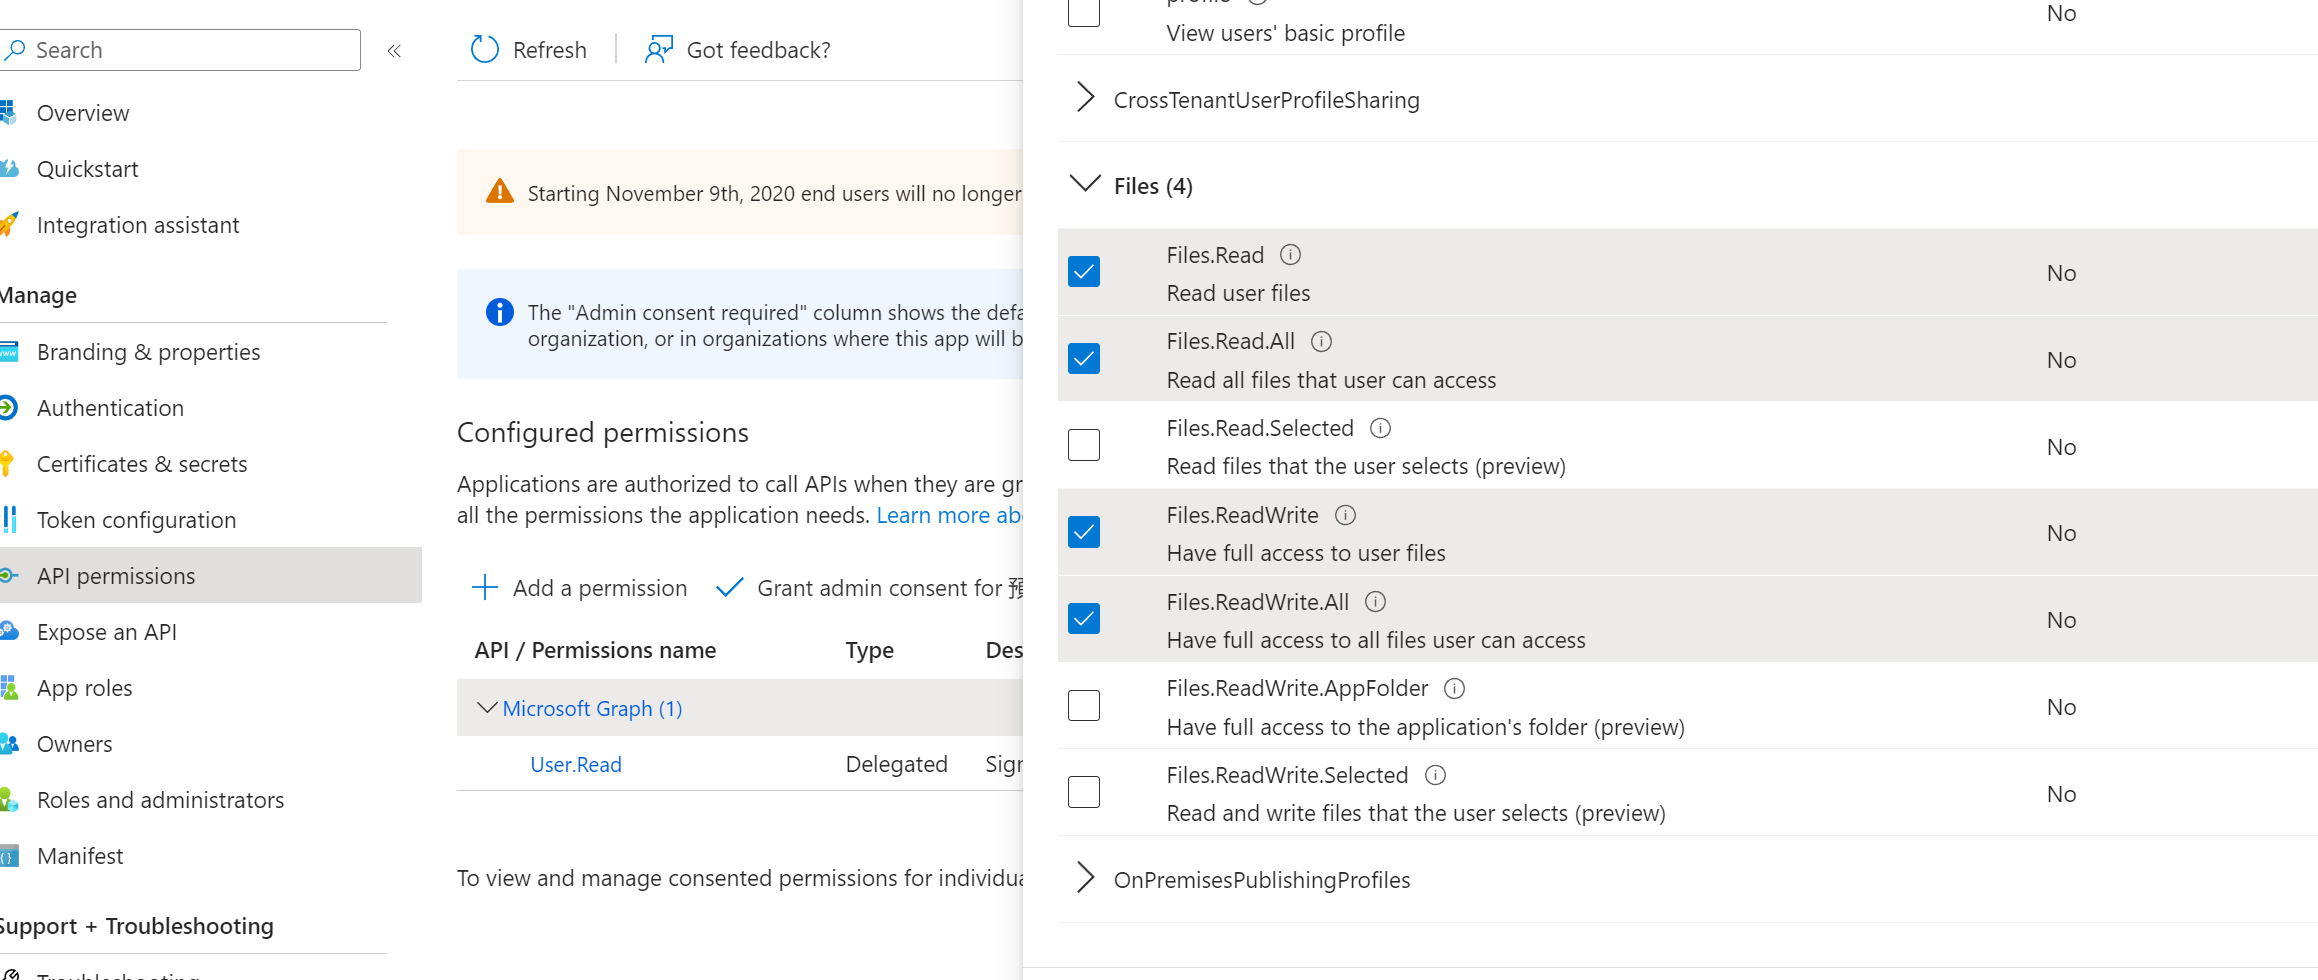 Search
Overview
Quickstart
Integration assistant
Manage
Branding & properties
Authentication
Certificates & secrets
Token configuration
API permissions
Expose an API
App roles
Owners
Roles and administrators
Manifest
Support + Troubleshooting
Troubleshooting
Refresh
Got feedback?
Starting November 9th, 2020 end users will no longer
The "Admin consent required" column shows the defa
organization, or in organizations where this app will b
Configured permissions
Applications are authorized to call APIs when they are gr
all the permissions the application needs. Learn more abo
Add a permission
Grant admin consent for 預
API / Permissions name
Type
Des
Microsoft Graph (1)
User.Read
Delegated
Sign
To view and manage consented permissions for individua
profile
View users' basic profile
No
CrossTenantUserProfileSharing
Files (4)
Files.Read
Read user files
No
Files.Read.All
Read all files that user can access
No
Files.Read.Selected
Read files that the user selects (preview)
No
Files.ReadWrite
Have full access to user files
No
Files.ReadWrite.All
Have full access to all files user can access
No
Files.ReadWrite.AppFolder
Have full access to the application's folder (preview)
No
Files.ReadWrite.Selected
Read and write files that the user selects (preview)
No
OnPremisesPublishingProfiles